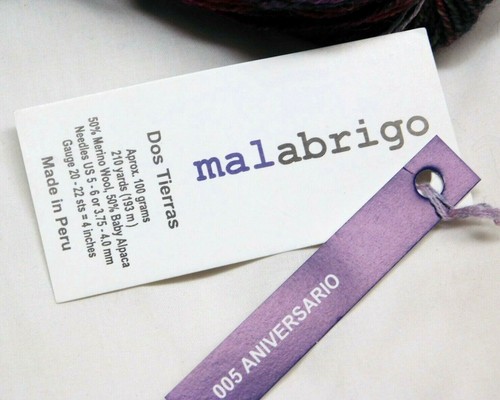 malabrigo
Dos Tierras
Aprox. 100 grams
210 yards (193 m)
50% Merino Wool, 50% Baby Alpaca
Needles US 5 - 6 or 3.75 - 4.0 mm
Gauge 20 - 22 sts = 4 inches
Made in Peru
005 ANIVERSARIO